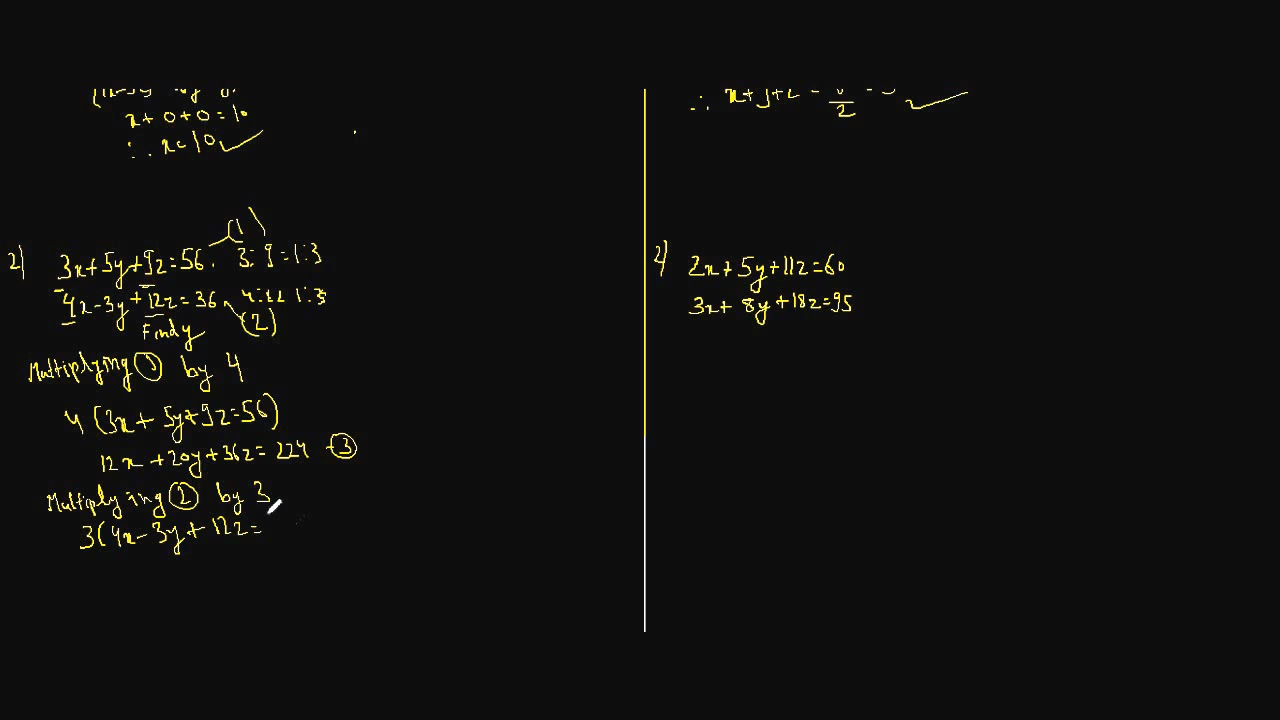 x + 0 + 0 = 10
∴ x = 10 ✓
2) 3x + 5y + 9z = 56. (1) 3 : 9 = 1 : 3
4x - 3y + 12z = 36 (2) 4 : 12 1 : 3
Find y
Multiplying ① by 4
4 (3x + 5y + 9z = 56)
12x + 20y + 36z = 224 - ③
Multiplying ② by 3
3(4x - 3y + 12z =
∴ x + y + z =
2
2) 2x + 5y + 11z = 60
3x + 8y + 18z = 95